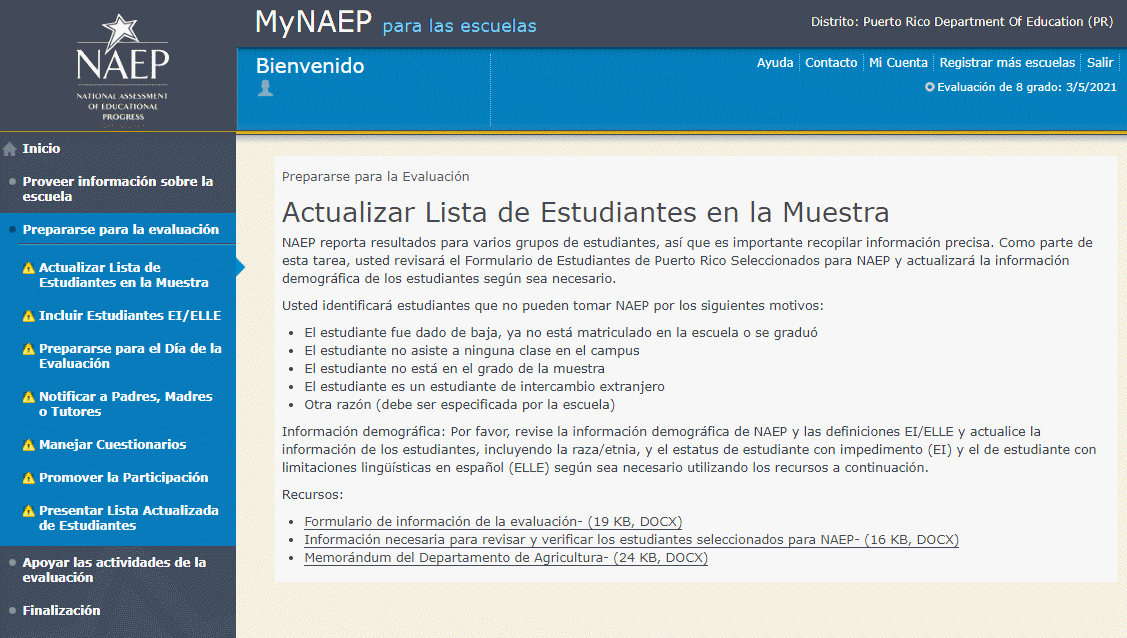 NAEP
NATIONAL ASSESSMENT
OF EDUCATIONAL
PROGRESS
MyNAEP para las escuelas
Distrito: Puerto Rico Department Of Education (PR)
Bienvenido
Ayuda
Contacto
Mi Cuenta
Registrar más escuelas
Salir
Evaluación de 8 grado: 3/5/2021
Inicio
Proveer información sobre la
escuela
Prepararse para la evaluación
Actualizar Lista de
Estudiantes en la Muestra
Incluir Estudiantes EI/ELLE
Prepararse para el Día de la
Evaluación
Notificar a Padres, Madres
o Tutores
Manejar Cuestionarios
Promover la Participación
Presentar Lista Actualizada
de Estudiantes
Apoyar las actividades de la
evaluación
Finalización
Prepararse para la Evaluación
Actualizar Lista de Estudiantes en la Muestra
NAEP reporta resultados para varios grupos de estudiantes, así que es importante recopilar información precisa. Como parte de
esta tarea, usted revisará el Formulario de Estudiantes de Puerto Rico Seleccionados para NAEP y actualizará la información
demográfica de los estudiantes según sea necesario.
Usted identificará estudiantes que no pueden tomar NAEP por los siguientes motivos:
• El estudiante fue dado de baja, ya no está matriculado en la escuela o se graduó
• El estudiante no asiste a ninguna clase en el campus
• El estudiante no está en el grado de la muestra
• El estudiante es un estudiante de intercambio extranjero
• Otra razón (debe ser especificada por la escuela)
Información demográfica: Por favor, revise la información demográfica de NAEP y las definiciones EI/ELLE y actualice la
información de los estudiantes, incluyendo la raza/etnia, y el estatus de estudiante con impedimento (EI) y el de estudiante con
limitaciones lingüísticas en español (ELLE) según sea necesario utilizando los recursos a continuación.
Recursos:
• Formulario de información de la evaluación- (19 KB, DOCX)
• Información necesaria para revisar y verificar los estudiantes seleccionados para NAEP- (16 KB, DOCX)
• Memorándum del Departamento de Agricultura- (24 KB, DOCX)